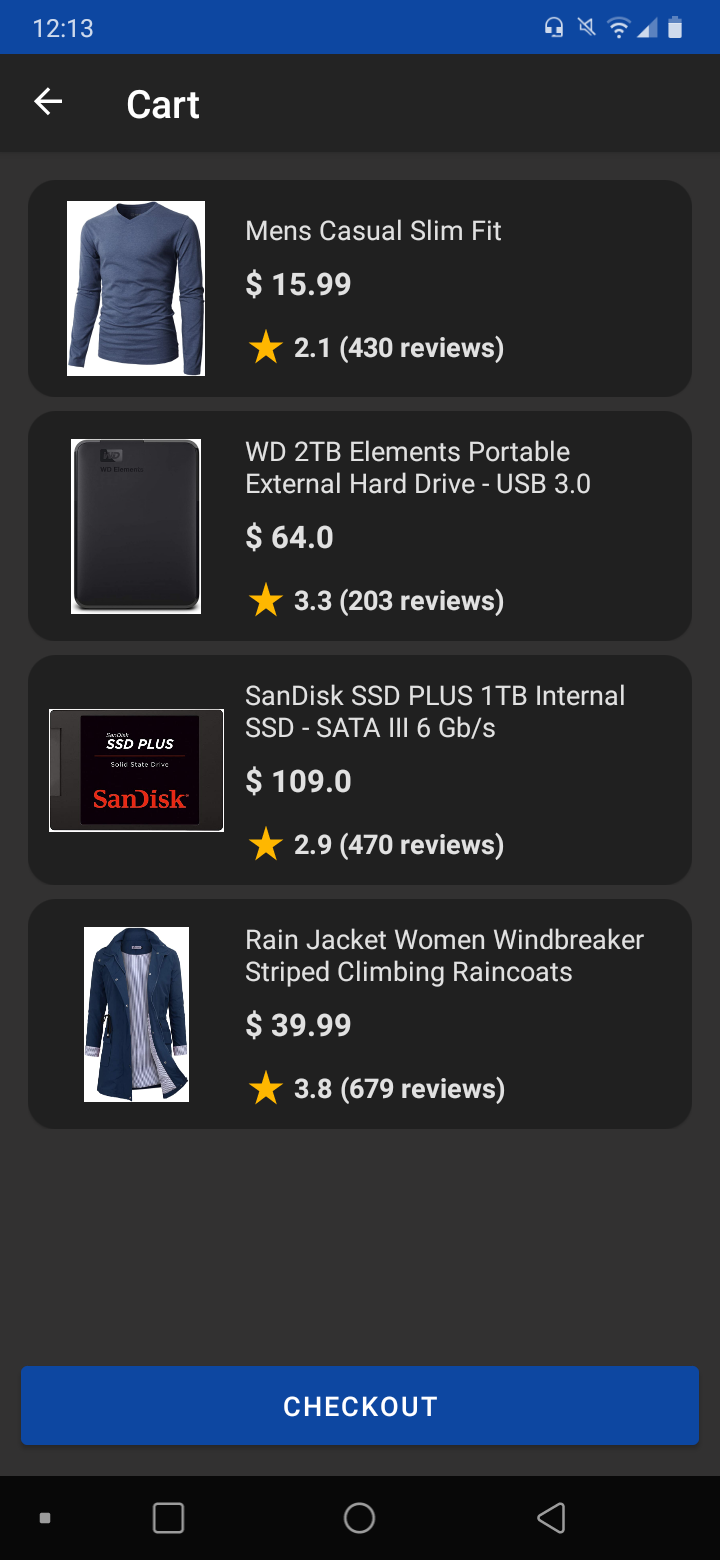 12:13
Cart
Mens Casual Slim Fit
$ 15.99
2.1 (430 reviews)
WD
WD Elements
WD 2TB Elements Portable
External Hard Drive - USB 3.0
$ 64.0
3.3 (203 reviews)
SanDisk
SSD PLUS
Solid State Drive
SanDisk
SanDisk SSD PLUS 1TB Internal
SSD - SATA III 6 Gb/s
$ 109.0
2.9 (470 reviews)
Rain Jacket Women Windbreaker
Striped Climbing Raincoats
$ 39.99
3.8 (679 reviews)
CHECKOUT